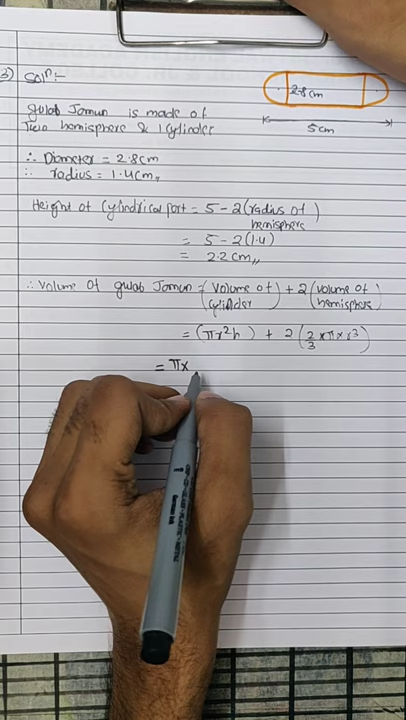 3) Solⁿ:-
2.8cm
5cm
gulab Jamun is made of
Two hemisphere & 1 Cylinder
∴ Diameter = 2.8cm
∴ radius = 1.4cm,,
Height of Cylindrical part = 5 - 2(radius of hemisphere)
= 5 - 2(1.4)
= 2.2cm,,
∴ Volume of gulab Jamun = (Volume of cylinder) + 2(volume of hemisphere)
= (πr²h) + 2(2/3 × π × r³)
= π×